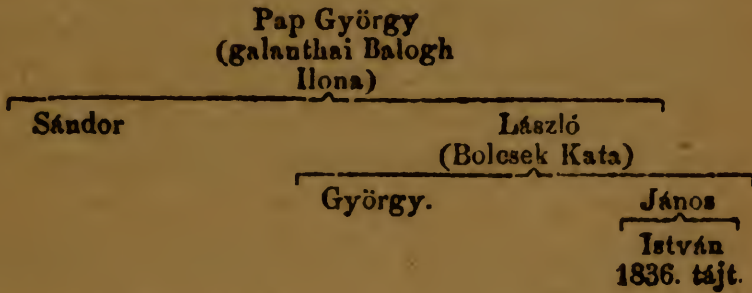 Pap György
(galanthai Balogh
Ilona)
Sándor László
(Bolcsek Kata)
György. János
István
1836. tájt.